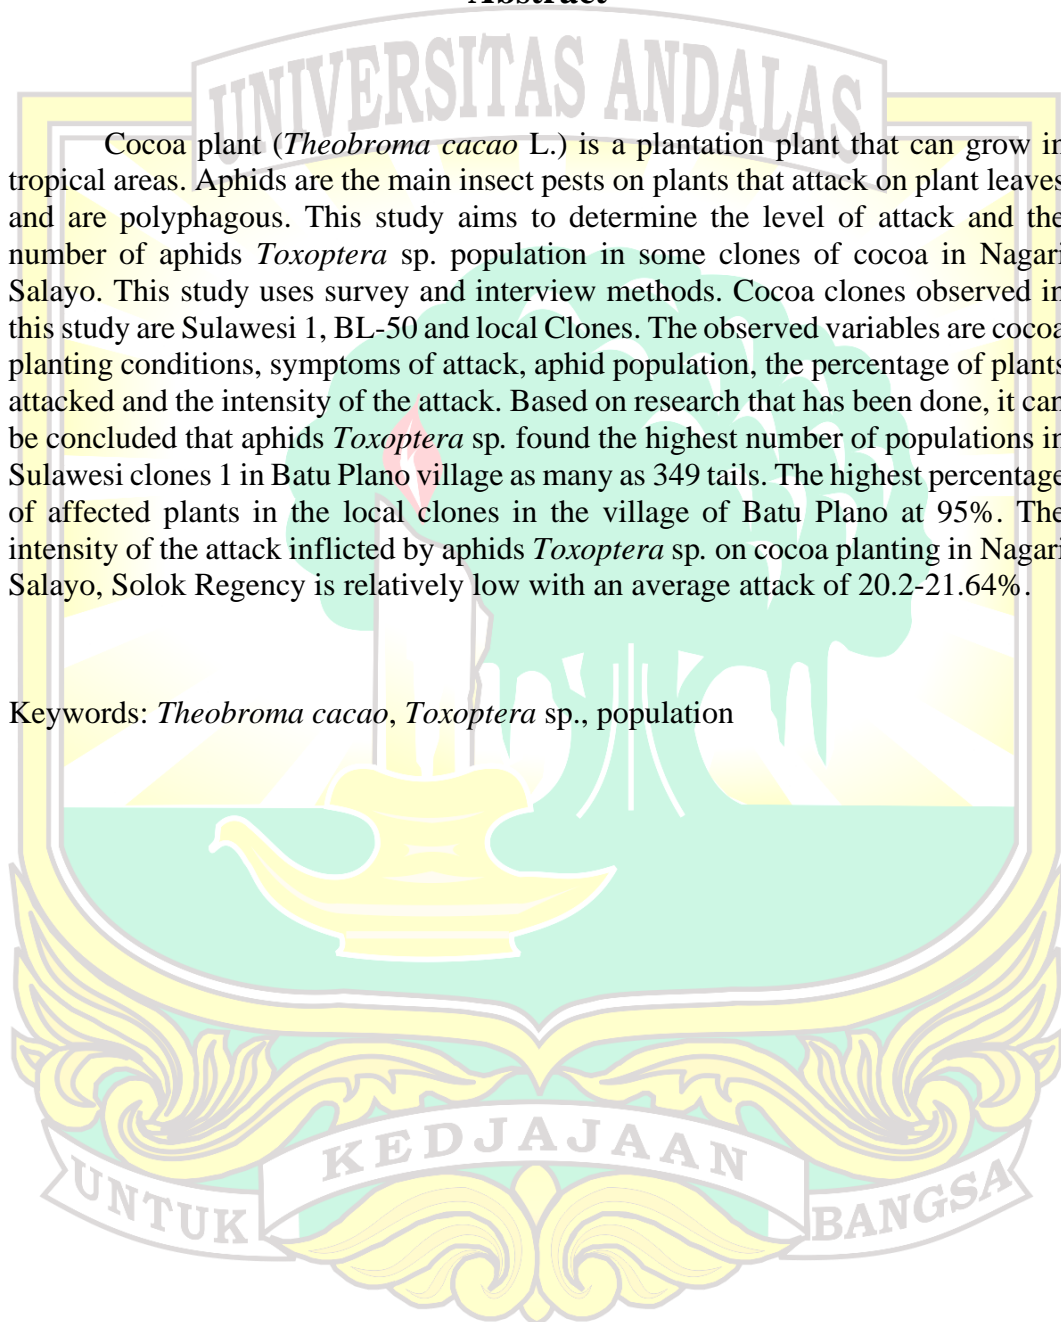 Abstract
UNIVERSITAS ANDALAS
Cocoa plant (Theobroma cacao L.) is a plantation plant that can grow in
tropical areas. Aphids are the main insect pests on plants that attack on plant leaves
and are polyphagous. This study aims to determine the level of attack and the
number of aphids Toxoptera sp. population in some clones of cocoa in Nagari
Salayo. This study uses survey and interview methods. Cocoa clones observed in
this study are Sulawesi 1, BL-50 and local Clones. The observed variables are cocoa
planting conditions, symptoms of attack, aphid population, the percentage of plants
attacked and the intensity of the attack. Based on research that has been done, it can
be concluded that aphids Toxoptera sp. found the highest number of populations in
Sulawesi clones 1 in Batu Plano village as many as 349 tails. The highest percentage
of affected plants in the local clones in the village of Batu Plano at 95%. The
intensity of the attack inflicted by aphids Toxoptera sp. on cocoa planting in Nagari
Salayo, Solok Regency is relatively low with an average attack of 20.2-21.64%.
Keywords: Theobroma cacao, Toxoptera sp., population
UNTUK KEDJAJAAN BANGSA